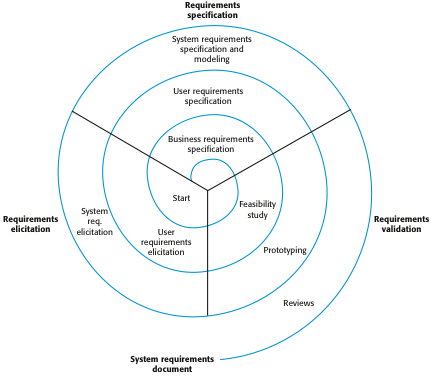 Requirements
specification
System requirements
specification and
modeling
User requirements
specification
Business requirements
specification
Start
Feasibility
study
System
req.
elicitation
User
requirements
elicitation
Requirements
elicitation
Requirements
validation
Prototyping
Reviews
System requirements
document